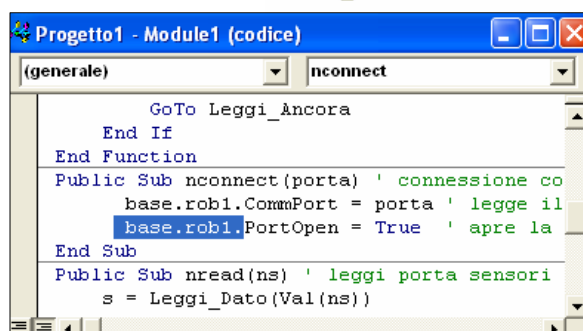 Progetto1 - Module1 (codice)
(generale) nconnect
GoTo Leggi_Ancora
End If
End Function
Public Sub nconnect(porta) ' connessione co
base.rob1.CommPort = porta ' legge il
base.rob1.PortOpen = True ' apre la
End Sub
Public Sub nread(ns) ' leggi porta sensori
s = Leggi_Dato(Val(ns))